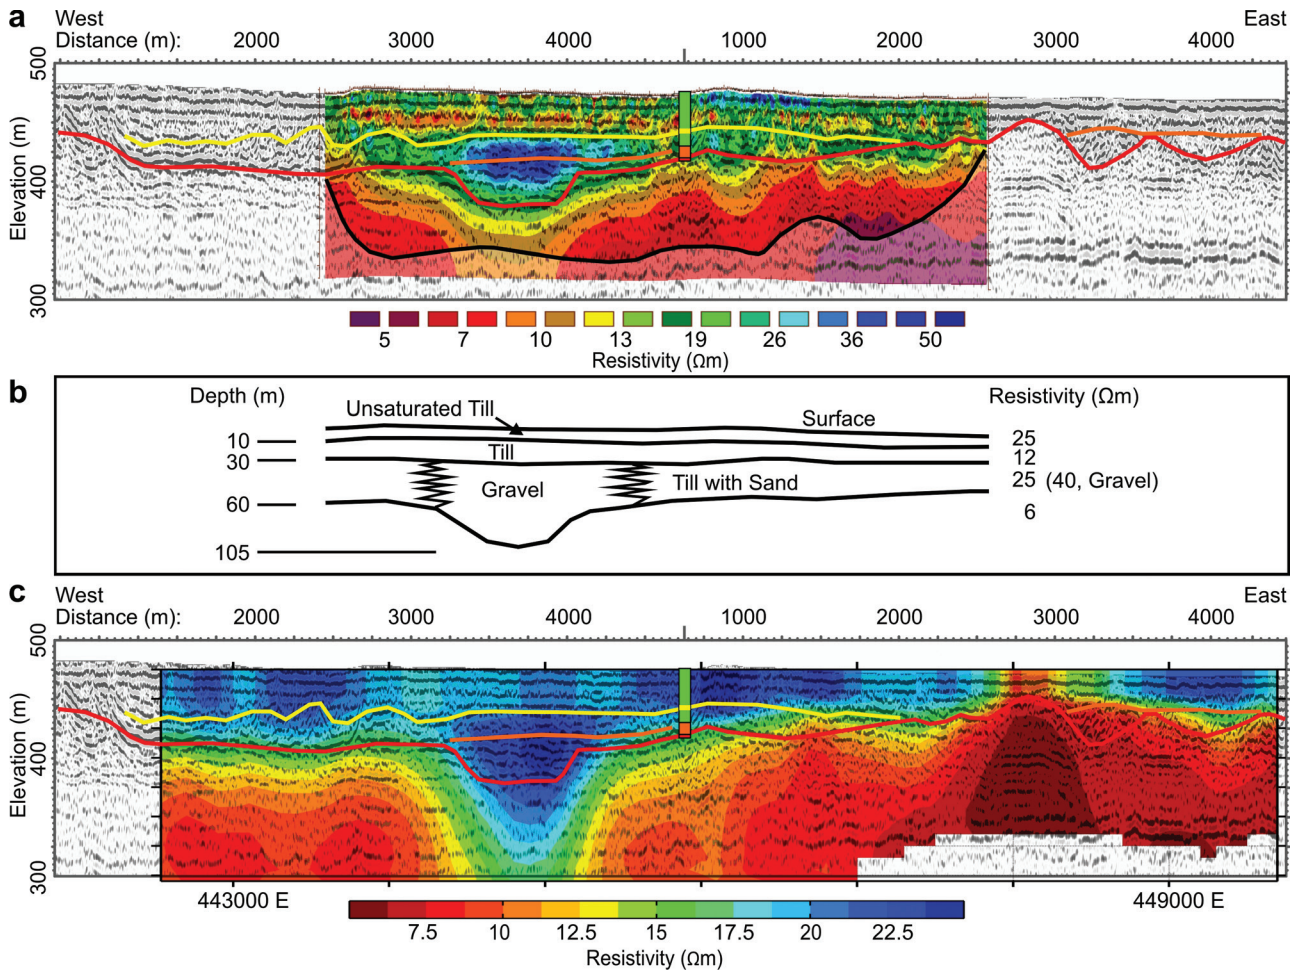 a
West East
Distance (m): 2000 3000 4000 1000 2000 3000 4000
500
400
300
Elevation (m)
5 7 10 13 19 26 36 50
Resistivity (Ωm)
b
Depth (m) Resistivity (Ωm)
Unsaturated Till Surface
10 25
Till 12
30
Gravel Till with Sand 25 (40, Gravel)
60 6
105
c
West East
Distance (m): 2000 3000 4000 1000 2000 3000 4000
500
400
300
Elevation (m)
443000 E 449000 E
7.5 10 12.5 15 17.5 20 22.5
Resistivity (Ωm)